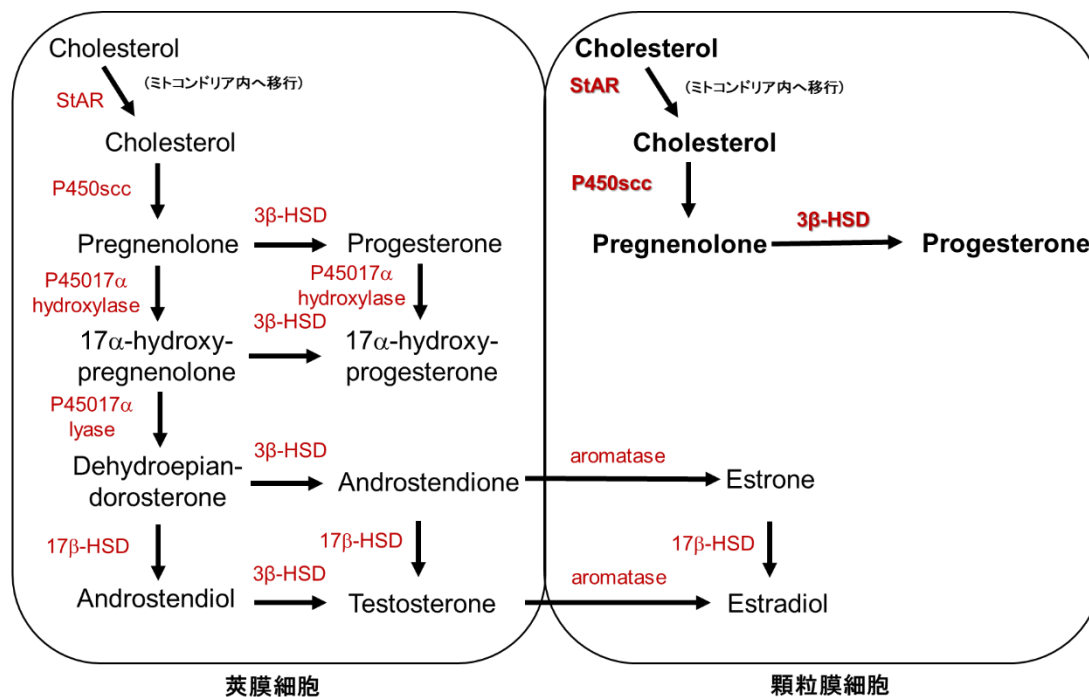 Cholesterol
StAR
(ミトコンドリア内へ移行)
Cholesterol
P450scc
3β-HSD
Pregnenolone
Progesterone
P45017α
hydroxylase
P45017α
hydroxylase
3β-HSD
17α-hydroxy-
pregnenolone
17α-hydroxy-
progesterone
P45017α
lyase
3β-HSD
Dehydroepian-
dorosterone
Androstendione
17β-HSD
17β-HSD
3β-HSD
Androstendiol
Testosterone
莢膜細胞
Cholesterol
StAR
(ミトコンドリア内へ移行)
Cholesterol
P450scc
3β-HSD
Pregnenolone
Progesterone
aromatase
Estrone
17β-HSD
aromatase
Estradiol
顆粒膜細胞